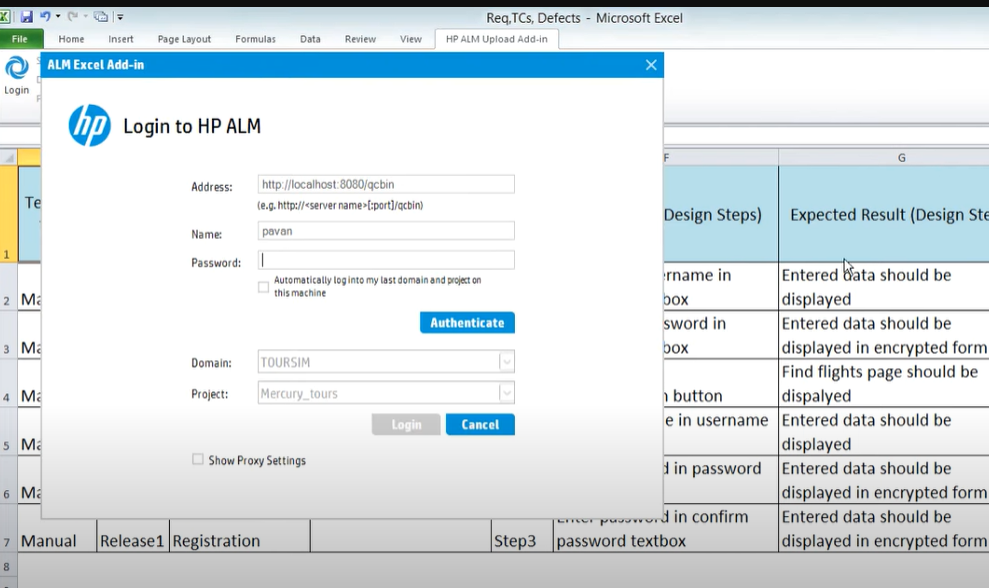 Req,TCs, Defects - Microsoft Excel
File Home Insert Page Layout Formulas Data Review View HP ALM Upload Add-in
Login
ALM Excel Add-in
hp Login to HP ALM
Address: http://localhost:8080/qcbin
(e.g. http://<server name>[:port]/qcbin)
Name: pavan
Password:
Automatically log into my last domain and project on
this machine
Authenticate
Domain: TOURSIM
Project: Mercury_tours
Login Cancel
Show Proxy Settings
F G
Te Design Steps) Expected Result (Design Ste
1
rname in Entered data should be
2 Ma box displayed
sword in Entered data should be
3 Ma box displayed in encrypted form
Find flights page should be
4 Ma button dispalyed
e in username Entered data should be
5 Ma displayed
d in password Entered data should be
6 Ma displayed in encrypted form
Enter password in confirm Entered data should be
7 Manual Release1 Registration Step3 password textbox displayed in encrypted form
8